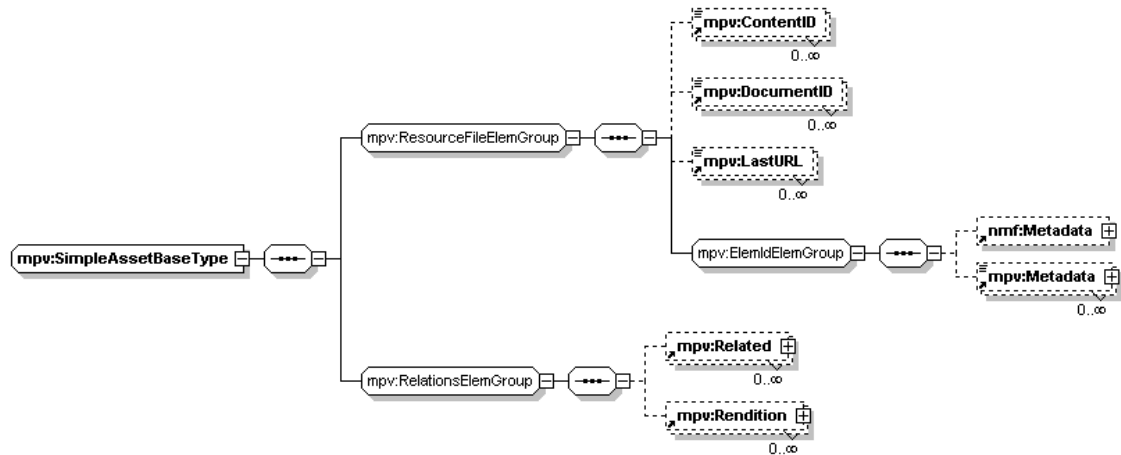 mpv:ContentID
0..∞
mpv:DocumentID
0..∞
mpv:ResourceFileElemGroup
mpv:LastURL
0..∞
mpv:SimpleAssetBaseType
mpv:ElemIdElemGroup
nmf:Metadata
mpv:Metadata
0..∞
mpv:RelationsElemGroup
mpv:Related
0..∞
mpv:Rendition
0..∞